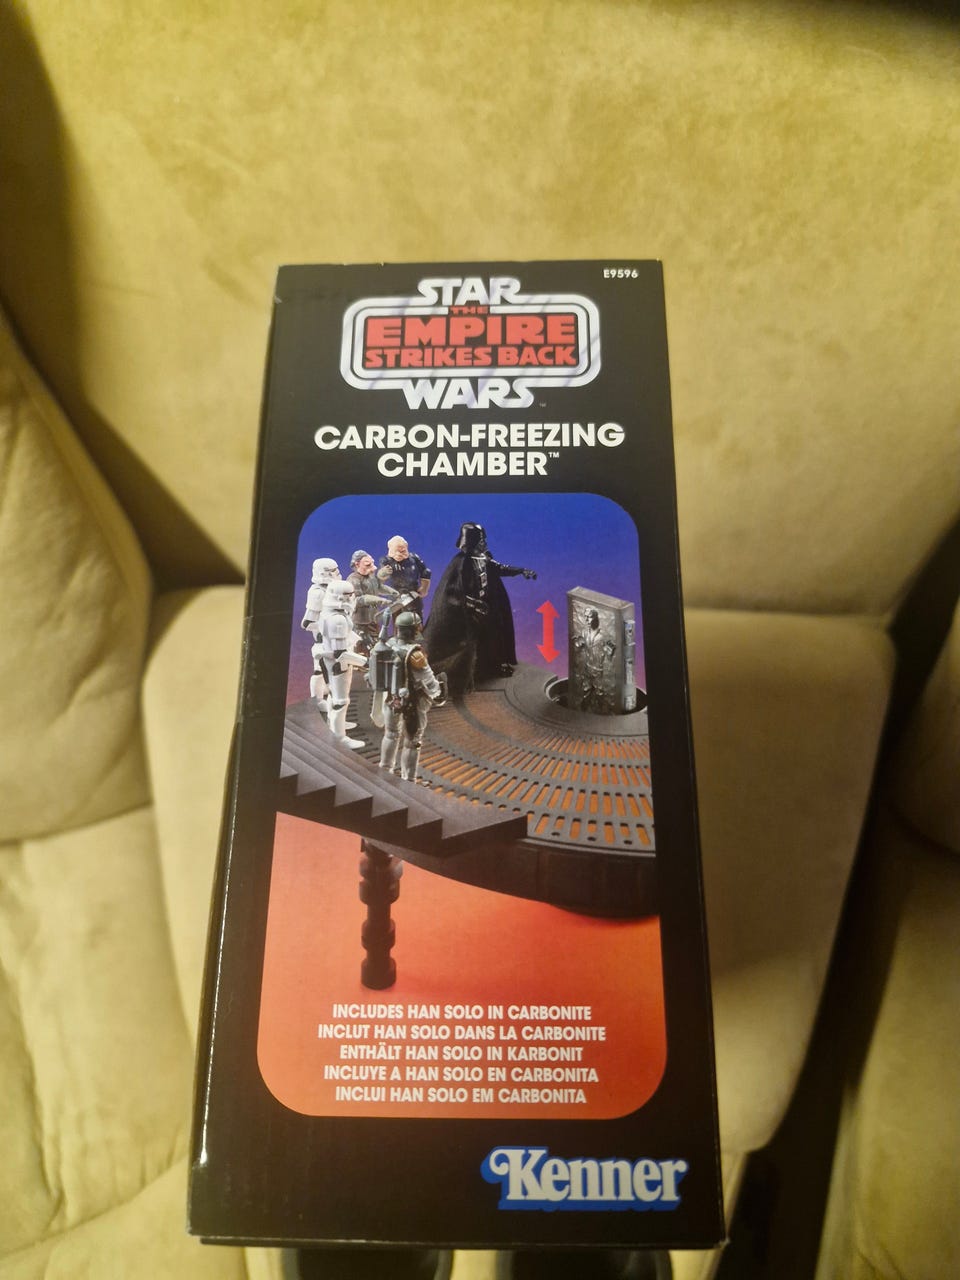 E9596
STAR
THE
EMPIRE
STRIKES BACK
WARS
CARBON-FREEZING
CHAMBER™
INCLUDES HAN SOLO IN CARBONITE
INCLUT HAN SOLO DANS LA CARBONITE
ENTHÄLT HAN SOLO IN KARBONIT
INCLUYE A HAN SOLO EN CARBONITA
INCLUI HAN SOLO EM CARBONITA
Kenner